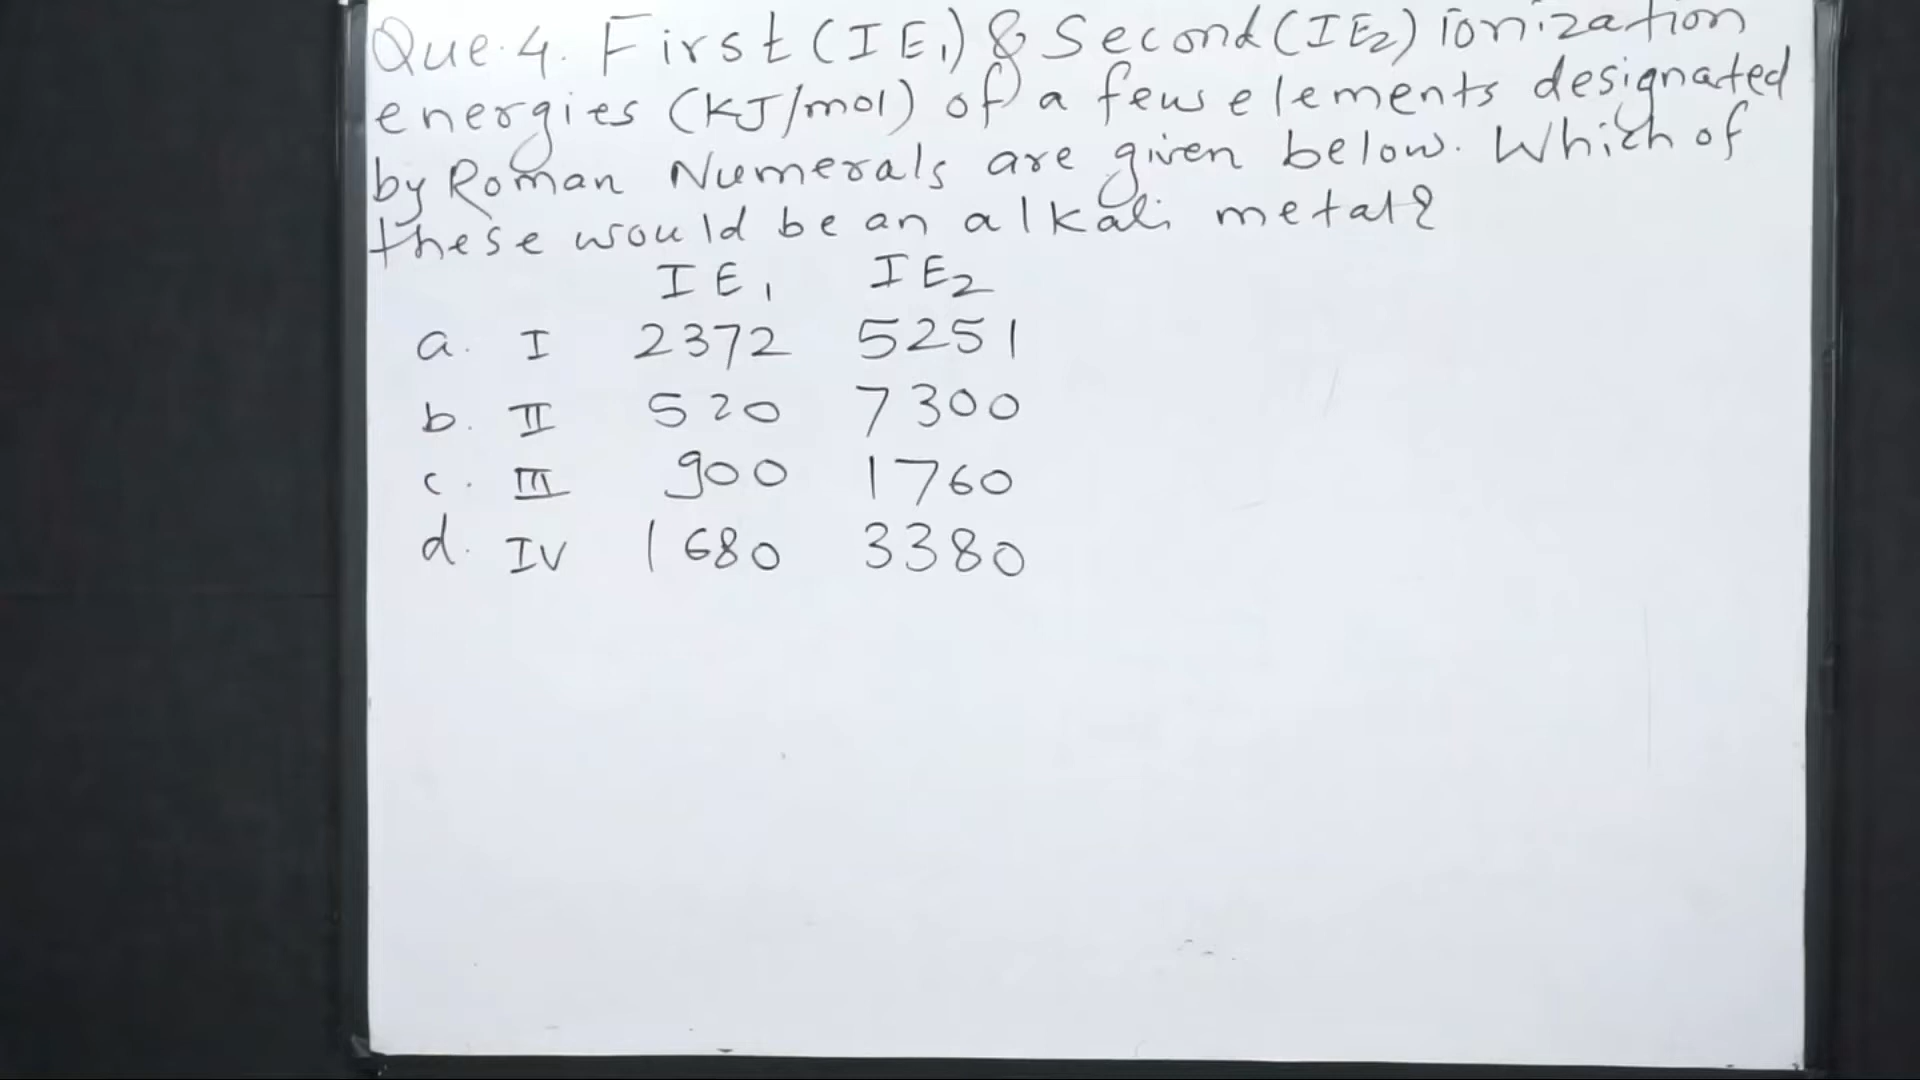 Que.4. First (IE₁) & Second (IE₂) ionization
energies (KJ/mol) of a few elements designated
by Roman Numerals are given below. Which of
these would be an alkali metal?
IE₁ IE₂
a. I 2372 5251
b. II 520 7300
c. III 900 1760
d. IV 1680 3380